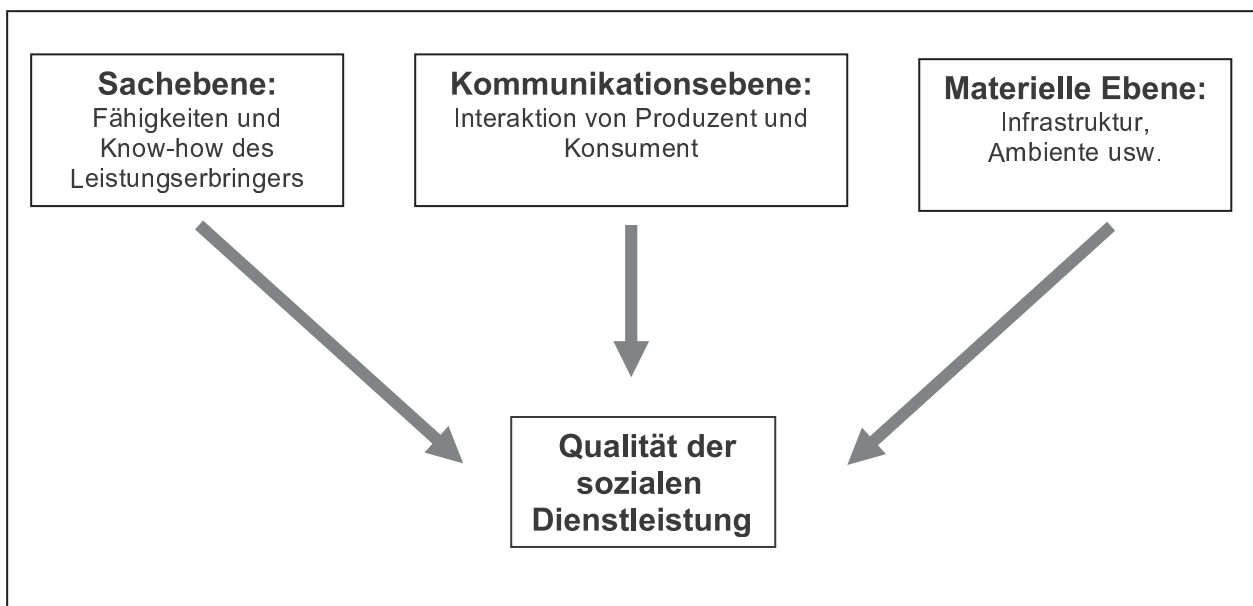 Sachebene:
Fähigkeiten und
Know-how des
Leistungserbringers
Kommunikationsebene:
Interaktion von Produzent und
Konsument
Materielle Ebene:
Infrastruktur,
Ambiente usw.
Qualität der
sozialen
Dienstleistung